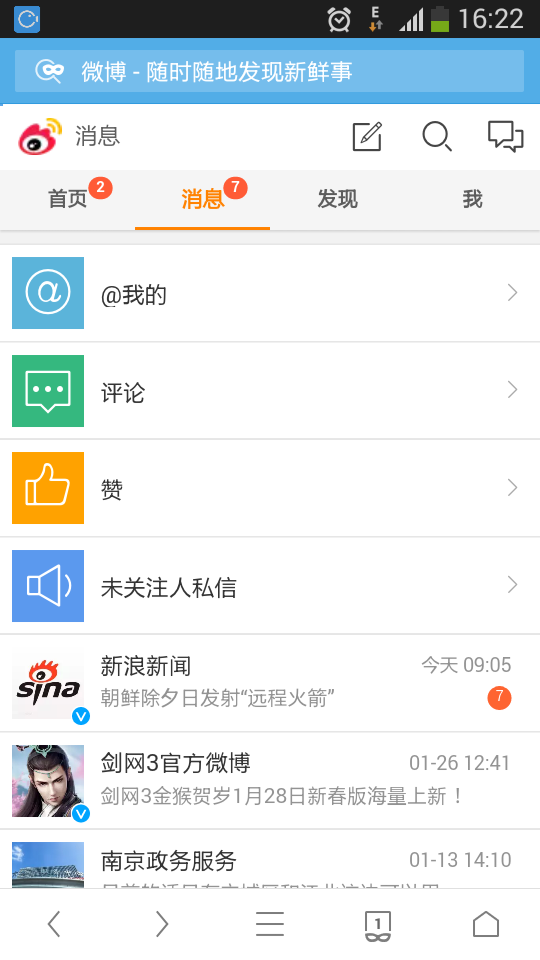 E 16:22
微博 - 随时随地发现新鲜事
消息
首页 2 消息 7 发现 我
@我的
评论
赞
未关注人私信
sına
新浪新闻 今天 09:05
朝鲜除夕日发射“远程火箭” 7
剑网3官方微博 01-26 12:41
剑网3金猴贺岁1月28日新春版海量上新！
南京政务服务 01-13 14:10
1